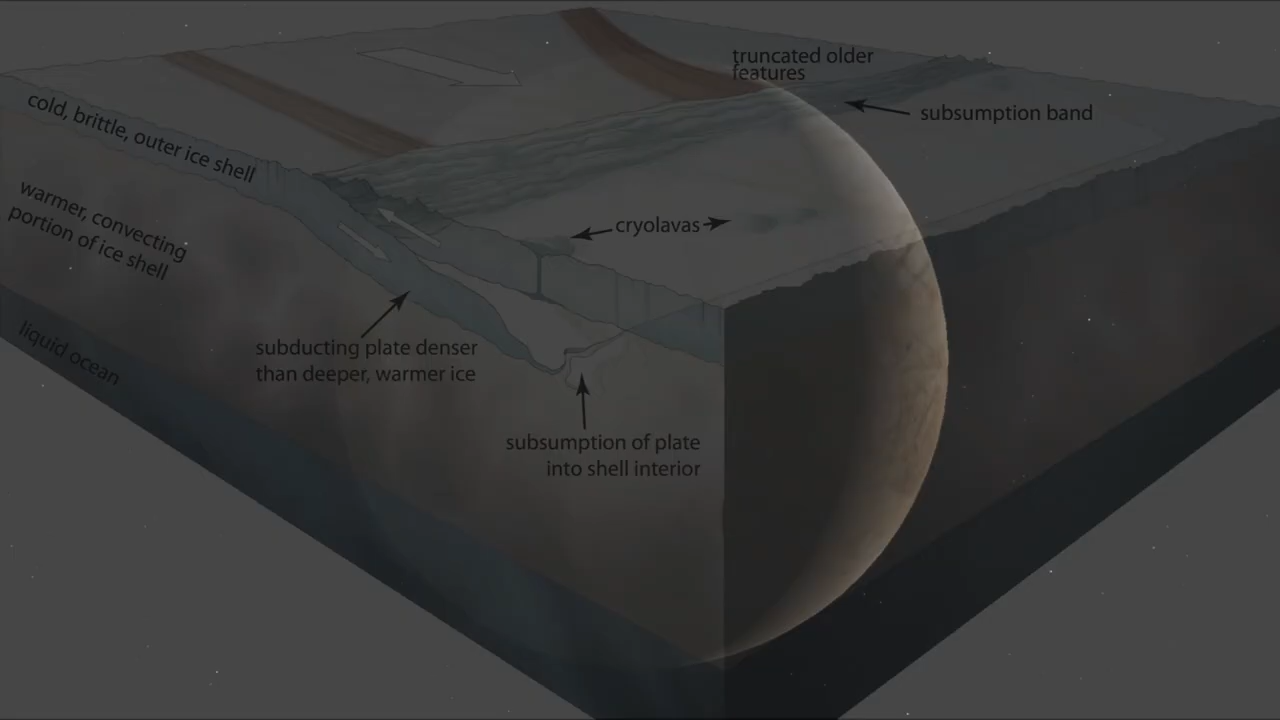 truncated older
features
subsumption band
cold, brittle, outer ice shell
warmer, convecting
portion of ice shell
cryolavas
liquid ocean
subducting plate denser
than deeper, warmer ice
subsumption of plate
into shell interior